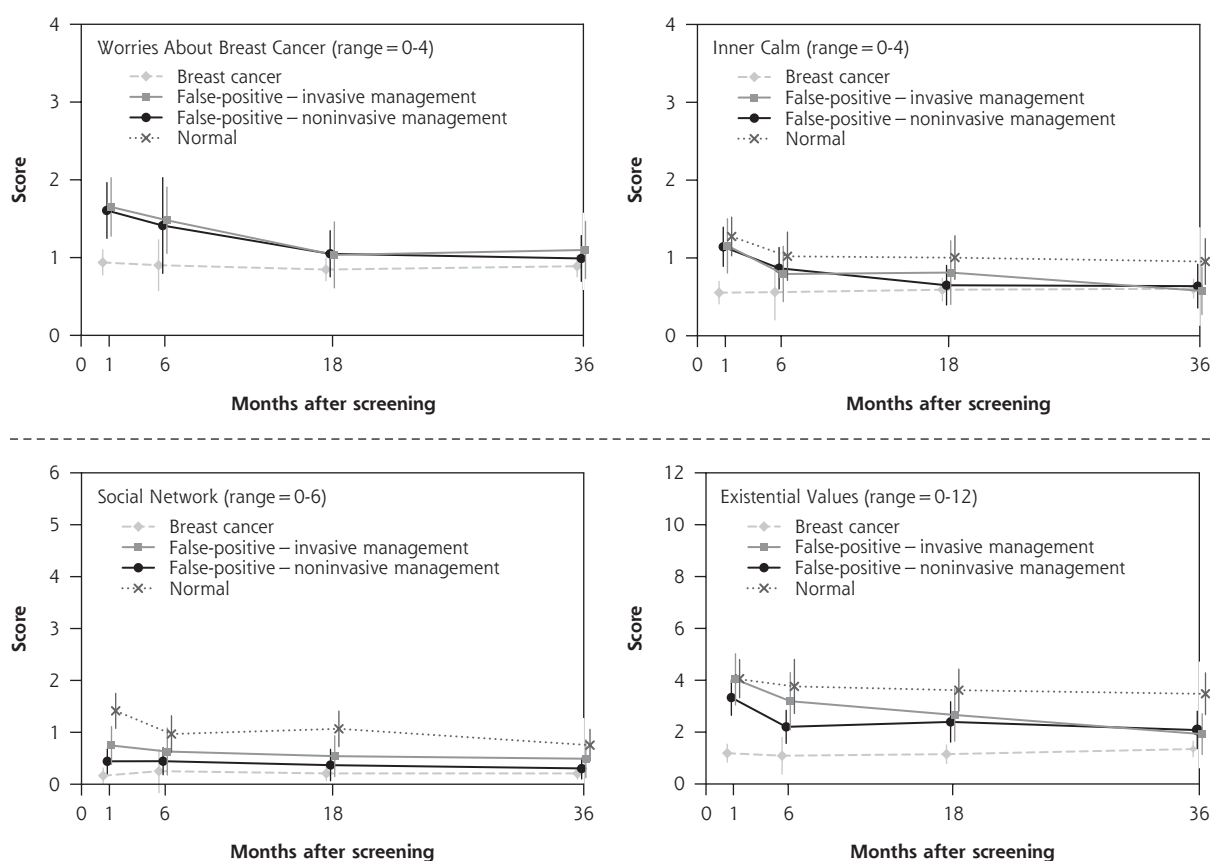 4
3
2
1
0
Score
Worries About Breast Cancer (range=0-4)
Breast cancer
False-positive – invasive management
False-positive – noninvasive management
Normal
0 1 6 18 36
Months after screening
4
3
2
1
0
Score
Inner Calm (range=0-4)
Breast cancer
False-positive – invasive management
False-positive – noninvasive management
Normal
0 1 6 18 36
Months after screening
6
5
4
3
2
1
0
Score
Social Network (range=0-6)
Breast cancer
False-positive – invasive management
False-positive – noninvasive management
Normal
0 1 6 18 36
Months after screening
12
10
8
6
4
2
0
Score
Existential Values (range=0-12)
Breast cancer
False-positive – invasive management
False-positive – noninvasive management
Normal
0 1 6 18 36
Months after screening